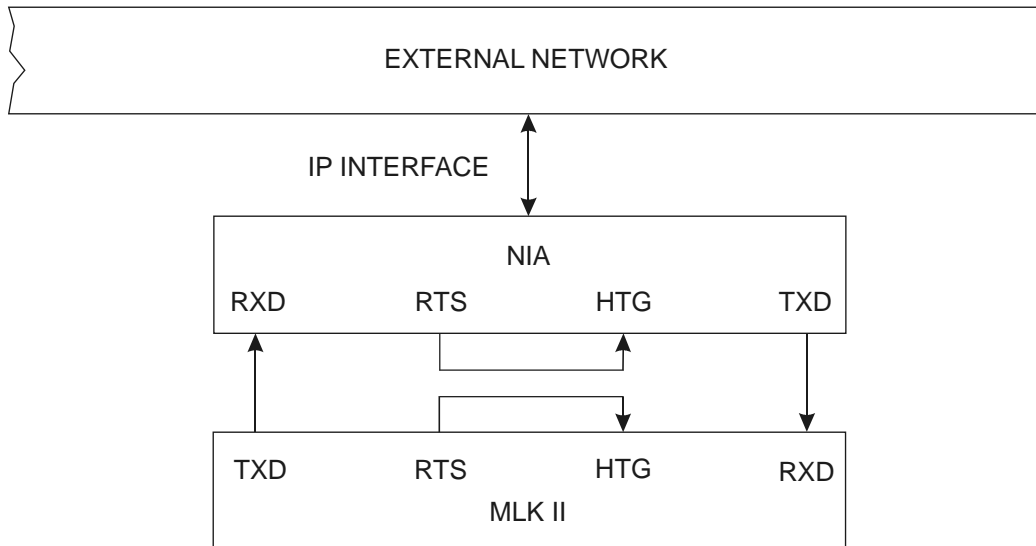 EXTERNAL NETWORK
IP INTERFACE
NIA
RXD RTS HTG TXD
TXD RTS HTG RXD
MLK II